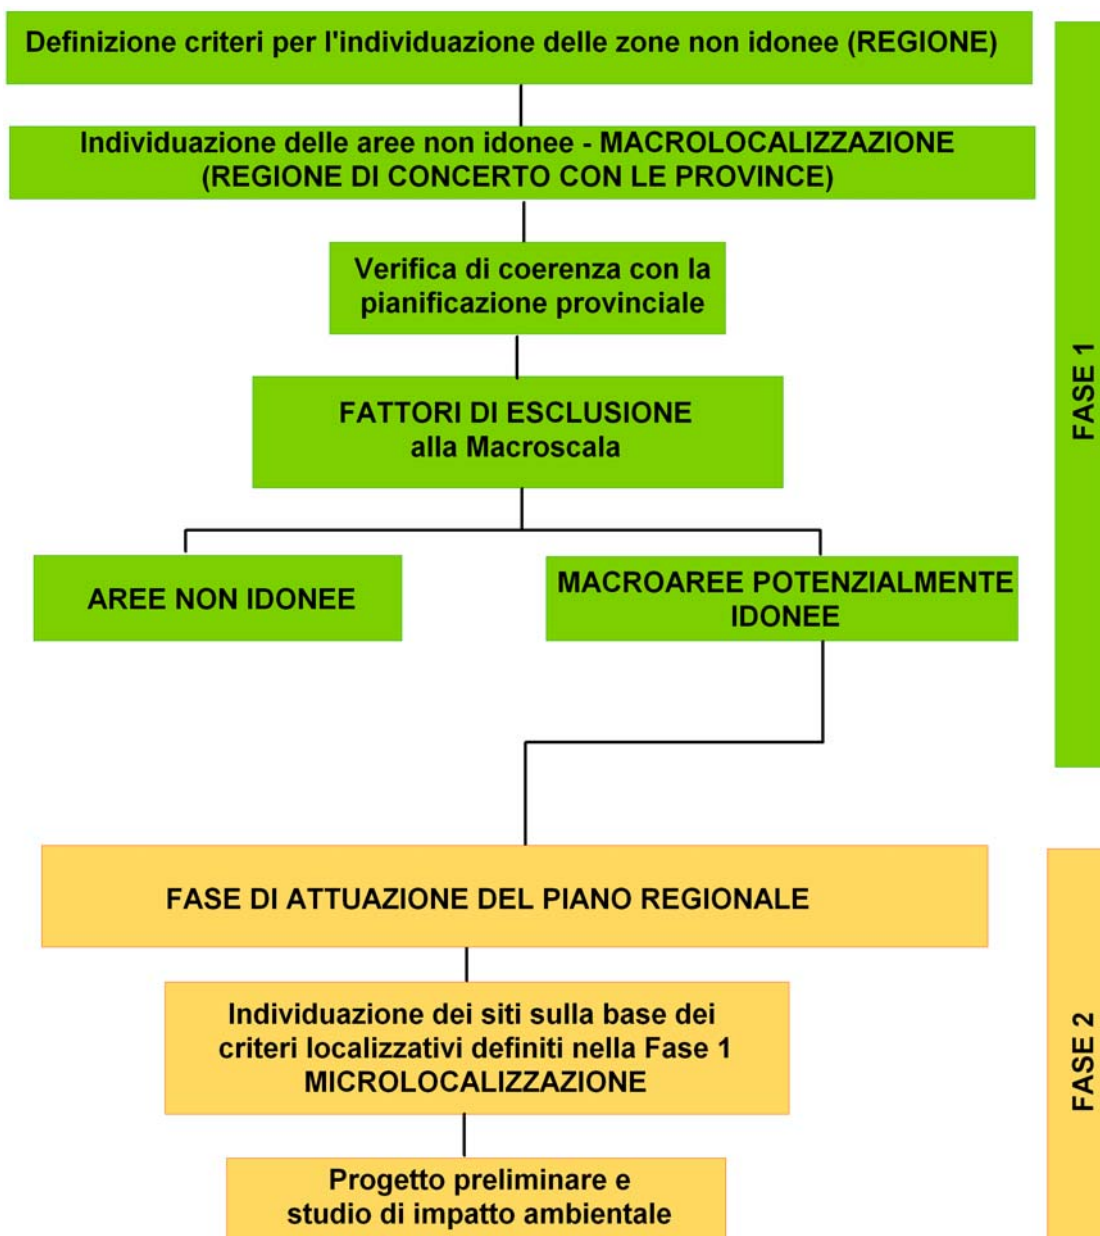 Definizione criteri per l'individuazione delle zone non idonee (REGIONE)
Individuazione delle aree non idonee - MACROLOCALIZZAZIONE
(REGIONE DI CONCERTO CON LE PROVINCE)
Verifica di coerenza con la
pianificazione provinciale
FATTORI DI ESCLUSIONE
alla Macroscala
AREE NON IDONEE
MACROAREE POTENZIALMENTE
IDONEE
FASE 1
FASE DI ATTUAZIONE DEL PIANO REGIONALE
Individuazione dei siti sulla base dei
criteri localizzativi definiti nella Fase 1
MICROLOCALIZZAZIONE
Progetto preliminare e
studio di impatto ambientale
FASE 2